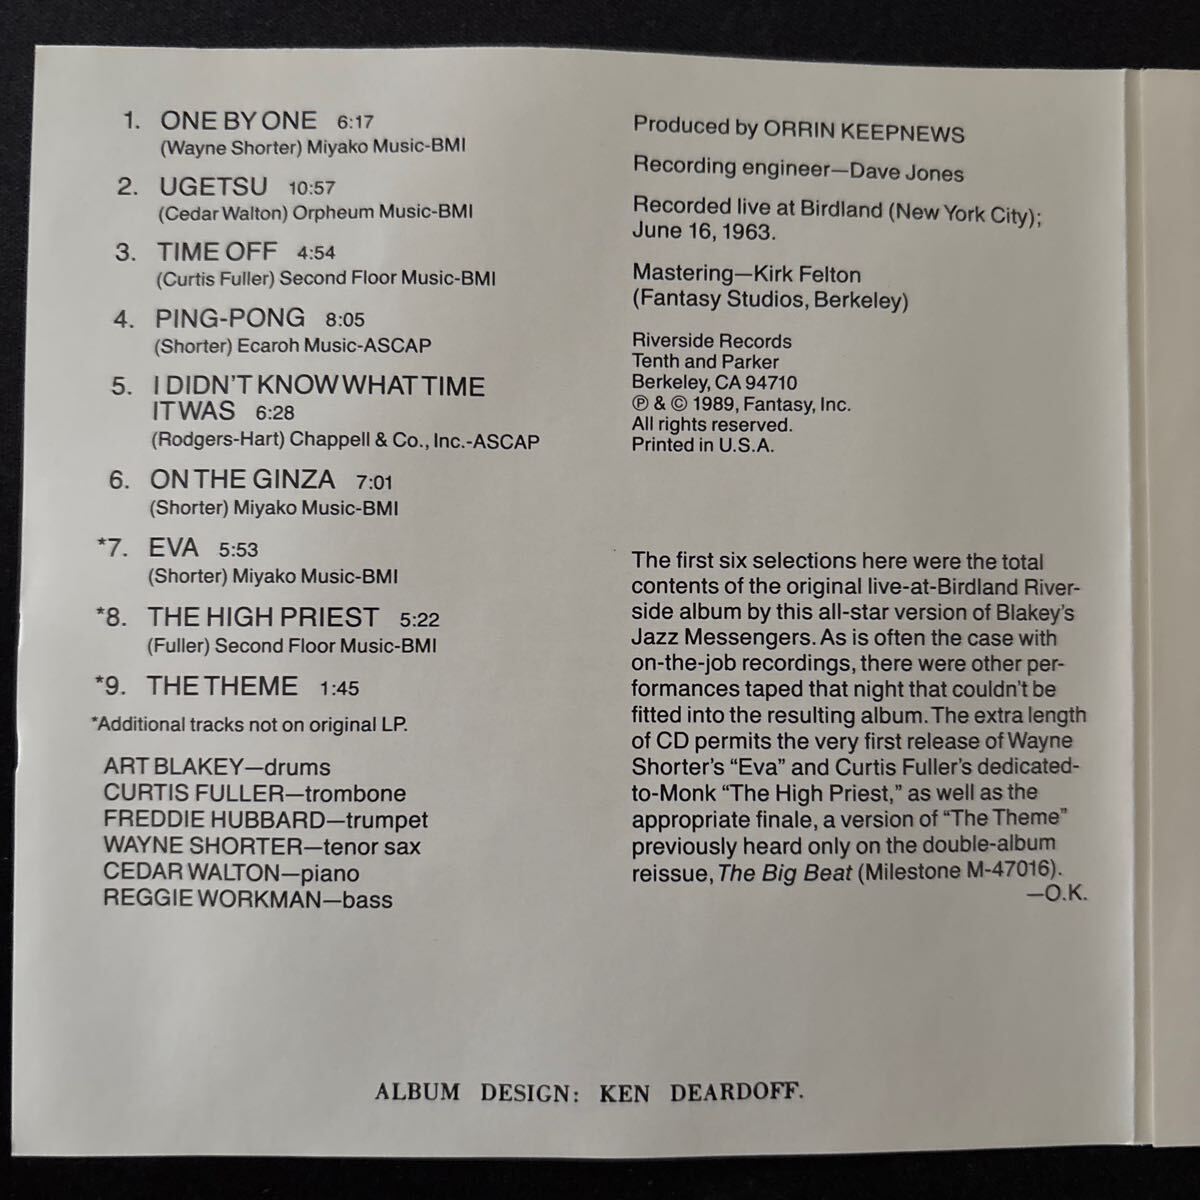 1. ONE BY ONE 6:17
(Wayne Shorter) Miyako Music-BMI
2. UGETSU 10:57
(Cedar Walton) Orpheum Music-BMI
3. TIME OFF 4:54
(Curtis Fuller) Second Floor Music-BMI
4. PING-PONG 8:05
(Shorter) Ecaroh Music-ASCAP
5. I DIDN'T KNOW WHAT TIME
IT WAS 6:28
(Rodgers-Hart) Chappell & Co., Inc.-ASCAP
6. ON THE GINZA 7:01
(Shorter) Miyako Music-BMI
*7. EVA 5:53
(Shorter) Miyako Music-BMI
*8. THE HIGH PRIEST 5:22
(Fuller) Second Floor Music-BMI
*9. THE THEME 1:45
*Additional tracks not on original LP.
ART BLAKEY—drums
CURTIS FULLER—trombone
FREDDIE HUBBARD—trumpet
WAYNE SHORTER—tenor sax
CEDAR WALTON—piano
REGGIE WORKMAN—bass
Produced by ORRIN KEEPNEWS
Recording engineer—Dave Jones
Recorded live at Birdland (New York City);
June 16, 1963.
Mastering—Kirk Felton
(Fantasy Studios, Berkeley)
Riverside Records
Tenth and Parker
Berkeley, CA 94710
℗ & © 1989, Fantasy, Inc.
All rights reserved.
Printed in U.S.A.
The first six selections here were the total
contents of the original live-at-Birdland River-
side album by this all-star version of Blakey's
Jazz Messengers. As is often the case with
on-the-job recordings, there were other per-
formances taped that night that couldn't be
fitted into the resulting album. The extra length
of CD permits the very first release of Wayne
Shorter's "Eva" and Curtis Fuller's dedicated-
to-Monk "The High Priest," as well as the
appropriate finale, a version of "The Theme"
previously heard only on the double-album
reissue, The Big Beat (Milestone M-47016).
—O.K.
ALBUM DESIGN: KEN DEARDOFF.